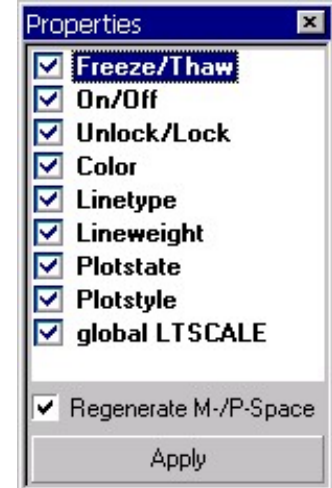 Properties
Freeze/Thaw
On/Off
Unlock/Lock
Color
Linetype
Lineweight
Plotstate
Plotstyle
global LTSCALE
Regenerate M-/P-Space
Apply